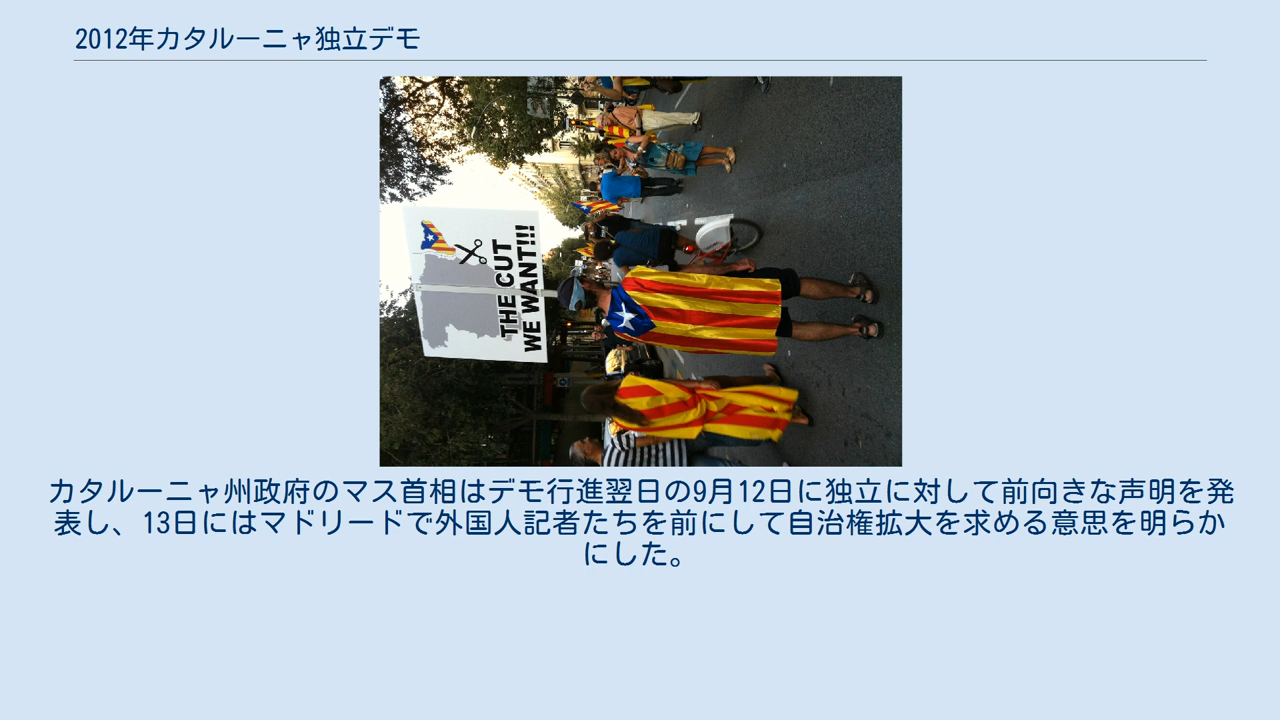 2012年カタルーニャ独立デモ
THE CUT
WE WANT!!!
カタルーニャ州政府のマス首相はデモ行進翌日の9月12日に独立に対して前向きな声明を発
表し、13日にはマドリードで外国人記者たちを前にして自治権拡大を求める意思を明らか
にした。